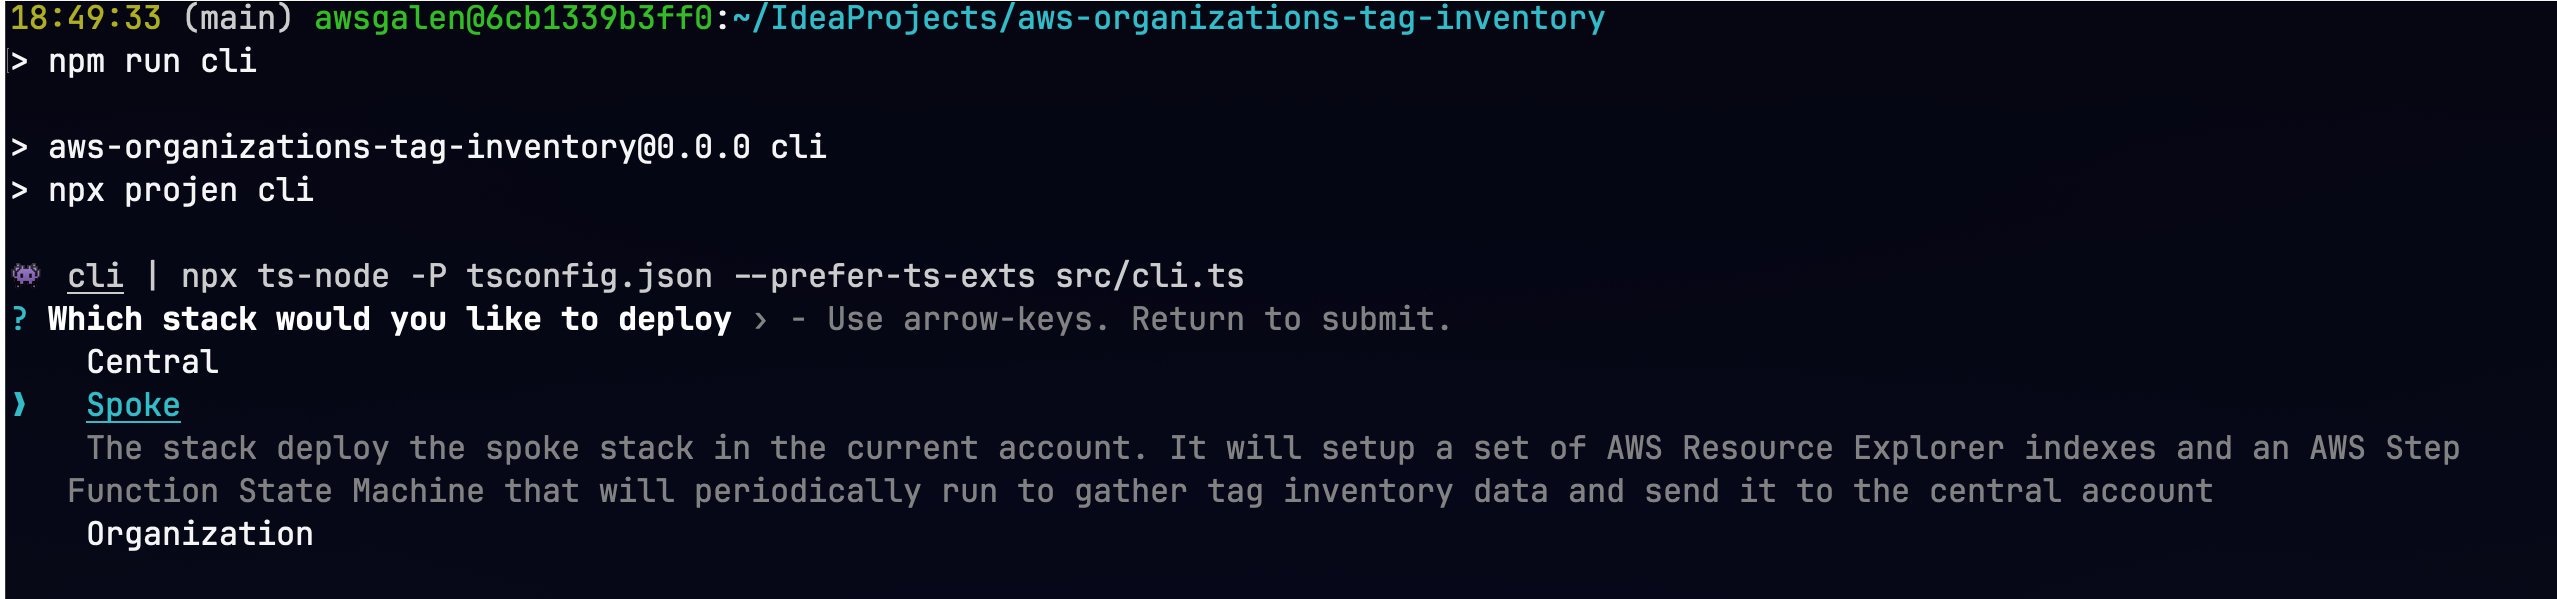 18:49:33 (main) awsgalen@6cb1339b3ff0:~/IdeaProjects/aws-organizations-tag-inventory
> npm run cli
> aws-organizations-tag-inventory@0.0.0 cli
> npx projen cli
👾 cli | npx ts-node -P tsconfig.json --prefer-ts-exts src/cli.ts
? Which stack would you like to deploy › - Use arrow-keys. Return to submit.
Central
❯ Spoke
The stack deploy the spoke stack in the current account. It will setup a set of AWS Resource Explorer indexes and an AWS Step
Function State Machine that will periodically run to gather tag inventory data and send it to the central account
Organization